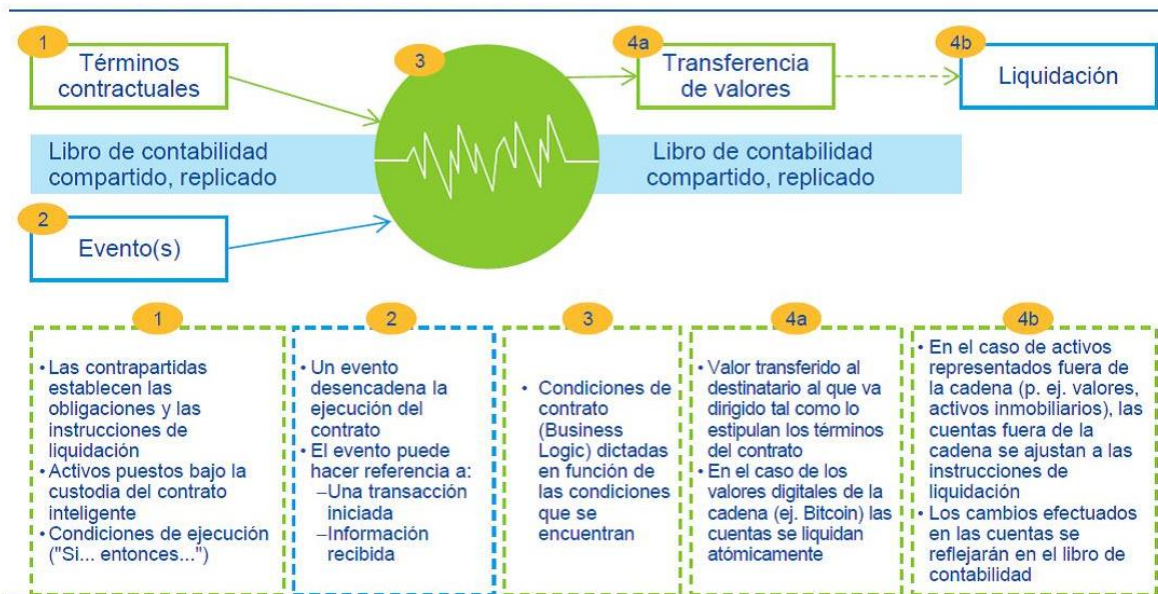 1
Términos
contractuales
3
4a
Transferencia
de valores
4b
Liquidación
Libro de contabilidad
compartido, replicado
Libro de contabilidad
compartido, replicado
2
Evento(s)
1
• Las contrapartidas
establecen las
obligaciones y las
instrucciones de
liquidación
• Activos puestos bajo la
custodia del contrato
inteligente
• Condiciones de ejecución
("Si... entonces...")
2
• Un evento
desencadena la
ejecución del
contrato
• El evento puede
hacer referencia a:
–Una transacción
iniciada
–Información
recibida
3
• Condiciones de
contrato
(Business
Logic) dictadas
en función de
las condiciones
que se
encuentran
4a
• Valor transferido al
destinatario al que va
dirigido tal como lo
estipulan los términos
del contrato
• En el caso de los
valores digitales de la
cadena (ej. Bitcoin) las
cuentas se liquidan
atómicamente
4b
• En el caso de activos
representados fuera de
la cadena (p. ej. valores,
activos inmobiliarios), las
cuentas fuera de la
cadena se ajustan a las
instrucciones de
liquidación
• Los cambios efectuados
en las cuentas se
reflejarán en el libro de
contabilidad